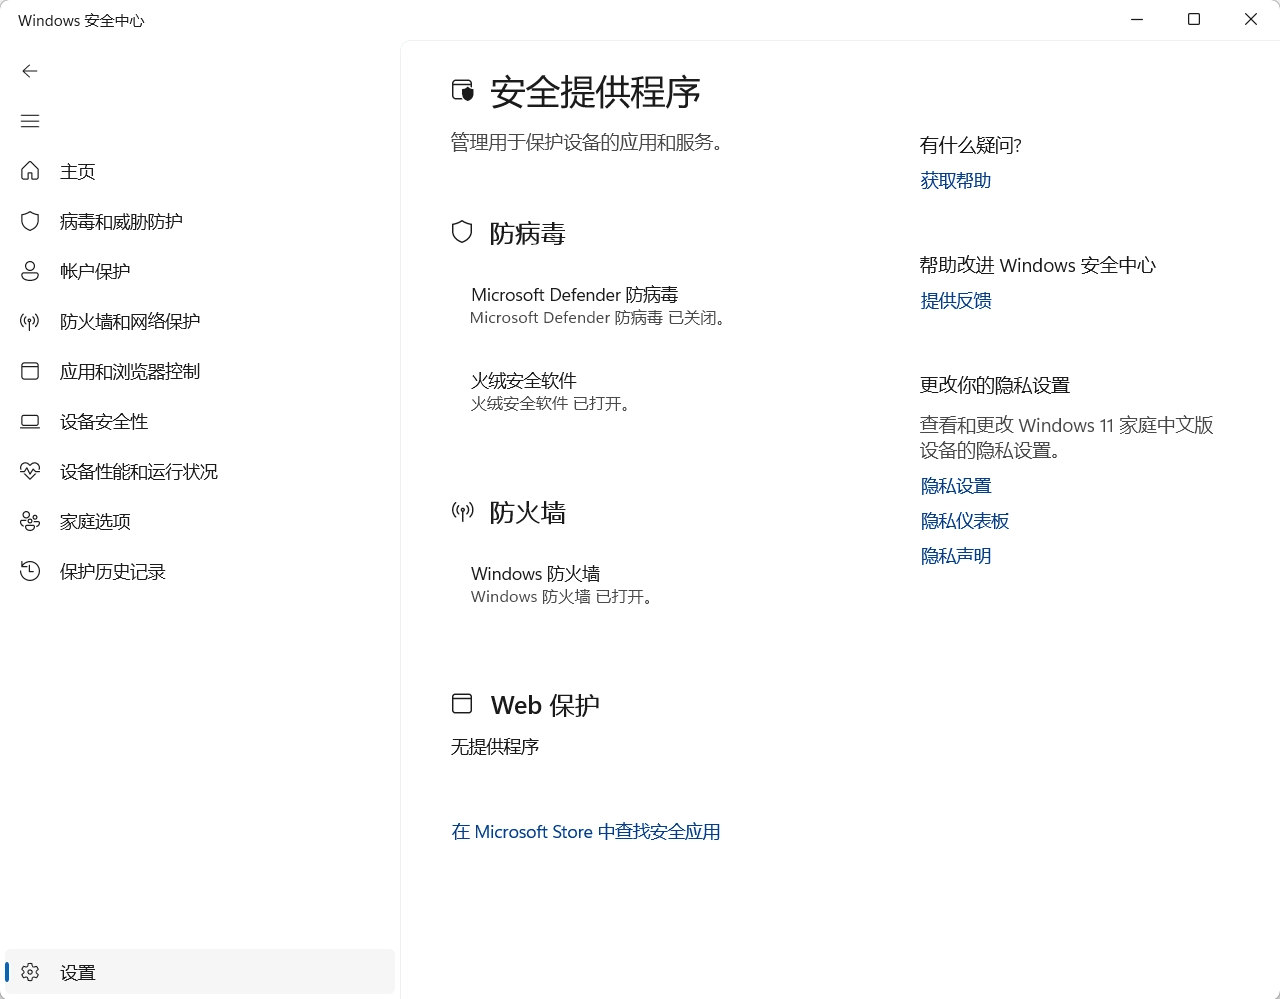 Windows 安全中心
主页
病毒和威胁防护
帐户保护
防火墙和网络保护
应用和浏览器控制
设备安全性
设备性能和运行状况
家庭选项
保护历史记录
设置
安全提供程序
管理用于保护设备的应用和服务。
防病毒
Microsoft Defender 防病毒
Microsoft Defender 防病毒 已关闭。
火绒安全软件
火绒安全软件 已打开。
防火墙
Windows 防火墙
Windows 防火墙 已打开。
Web 保护
无提供程序
在 Microsoft Store 中查找安全应用
有什么疑问?
获取帮助
帮助改进 Windows 安全中心
提供反馈
更改你的隐私设置
查看和更改 Windows 11 家庭中文版
设备的隐私设置。
隐私设置
隐私仪表板
隐私声明